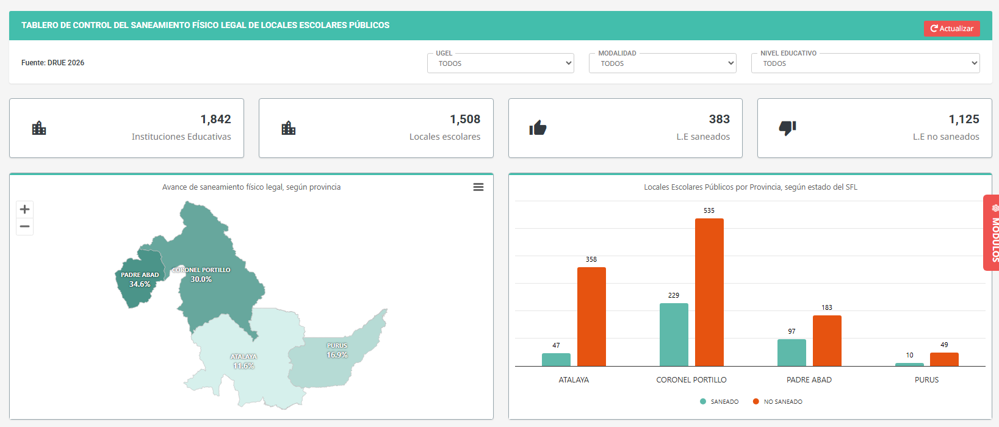 TABLERO DE CONTROL DEL SANEAMIENTO FÍSICO LEGAL DE LOCALES ESCOLARES PÚBLICOS
Actualizar
Fuente: DRUE 2026
UGEL
TODOS
MODALIDAD
TODOS
NIVEL EDUCATIVO
TODOS
1,842
Instituciones Educativas
1,508
Locales escolares
383
L.E saneados
1,125
L.E no saneados
Avance de saneamiento físico legal, según provincia
+
−
PADRE ABAD
34.6%
CORONEL PORTILLO
30.0%
ATALAYA
11.6%
PURUS
16.9%
Locales Escolares Públicos por Provincia, según estado del SFL
47
358
229
535
97
183
10
49
ATALAYA
CORONEL PORTILLO
PADRE ABAD
PURUS
SANEADO
NO SANEADO
MODULOS